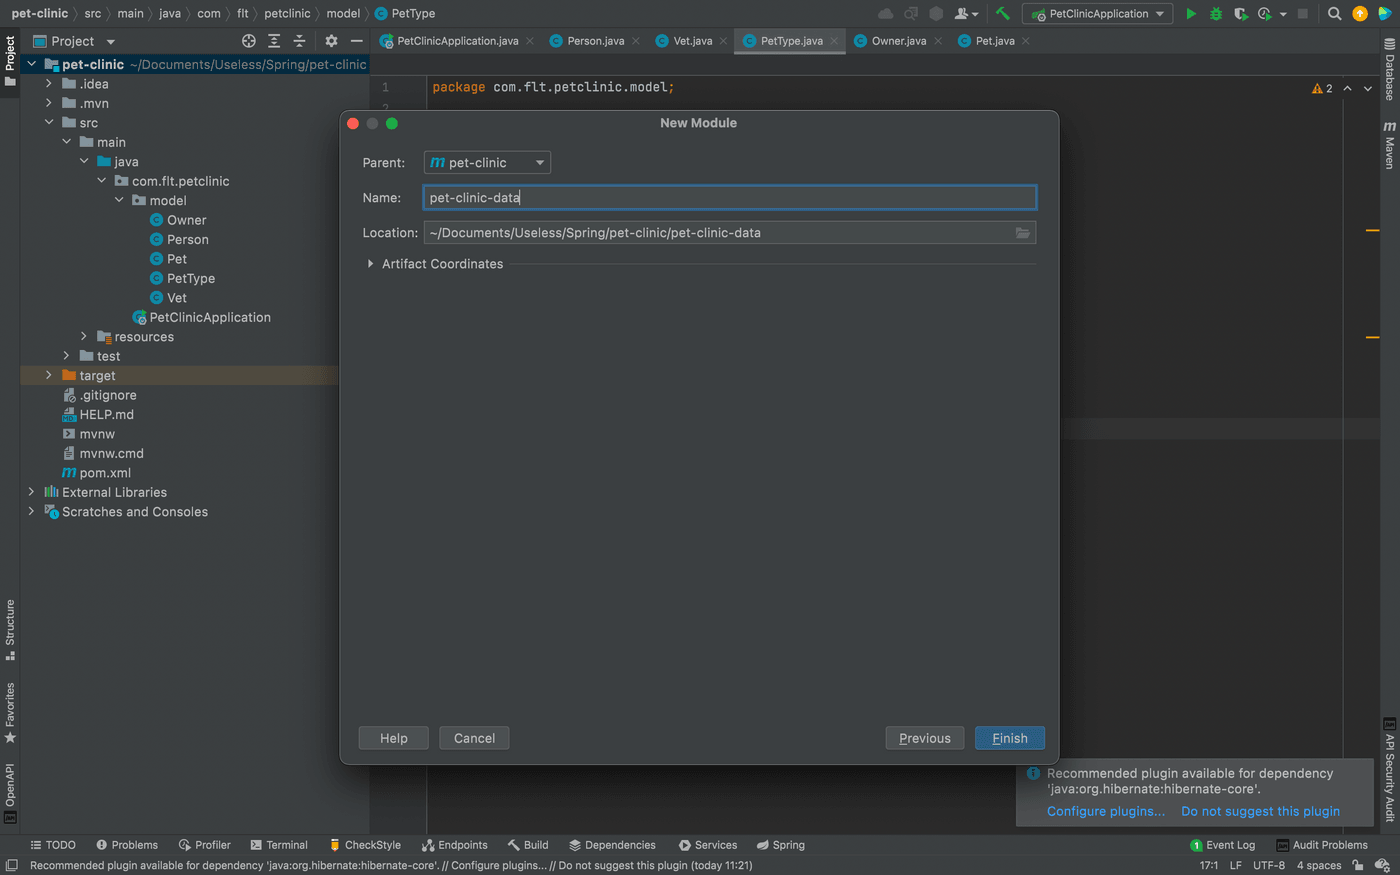 pet-clinic src main java com flt petclinic model PetType
PetClinicApplication
Project
PetClinicApplication.java Person.java Vet.java PetType.java Owner.java Pet.java
pet-clinic ~/Documents/Useless/Spring/pet-clinic
.idea
.mvn
src
main
java
com.flt.petclinic
model
Owner
Person
Pet
PetType
Vet
PetClinicApplication
resources
test
target
.gitignore
HELP.md
mvnw
mvnw.cmd
pom.xml
External Libraries
Scratches and Consoles
1 package com.flt.petclinic.model;
2
2
New Module
Parent: pet-clinic
Name: pet-clinic-data
Location: ~/Documents/Useless/Spring/pet-clinic/pet-clinic-data
Artifact Coordinates
Help Cancel Previous Finish
Recommended plugin available for dependency
'java:org.hibernate:hibernate-core'.
Configure plugins... Do not suggest this plugin
Project
Structure
Favorites
OpenAPI
Database
Maven
API Security Audit
TODO Problems Profiler Terminal CheckStyle Endpoints Build Dependencies Services Spring 1 Event Log Audit Problems
Recommended plugin available for dependency 'java:org.hibernate:hibernate-core'. // Configure plugins... // Do not suggest this plugin (today 11:21) 17:1 LF UTF-8 4 spaces